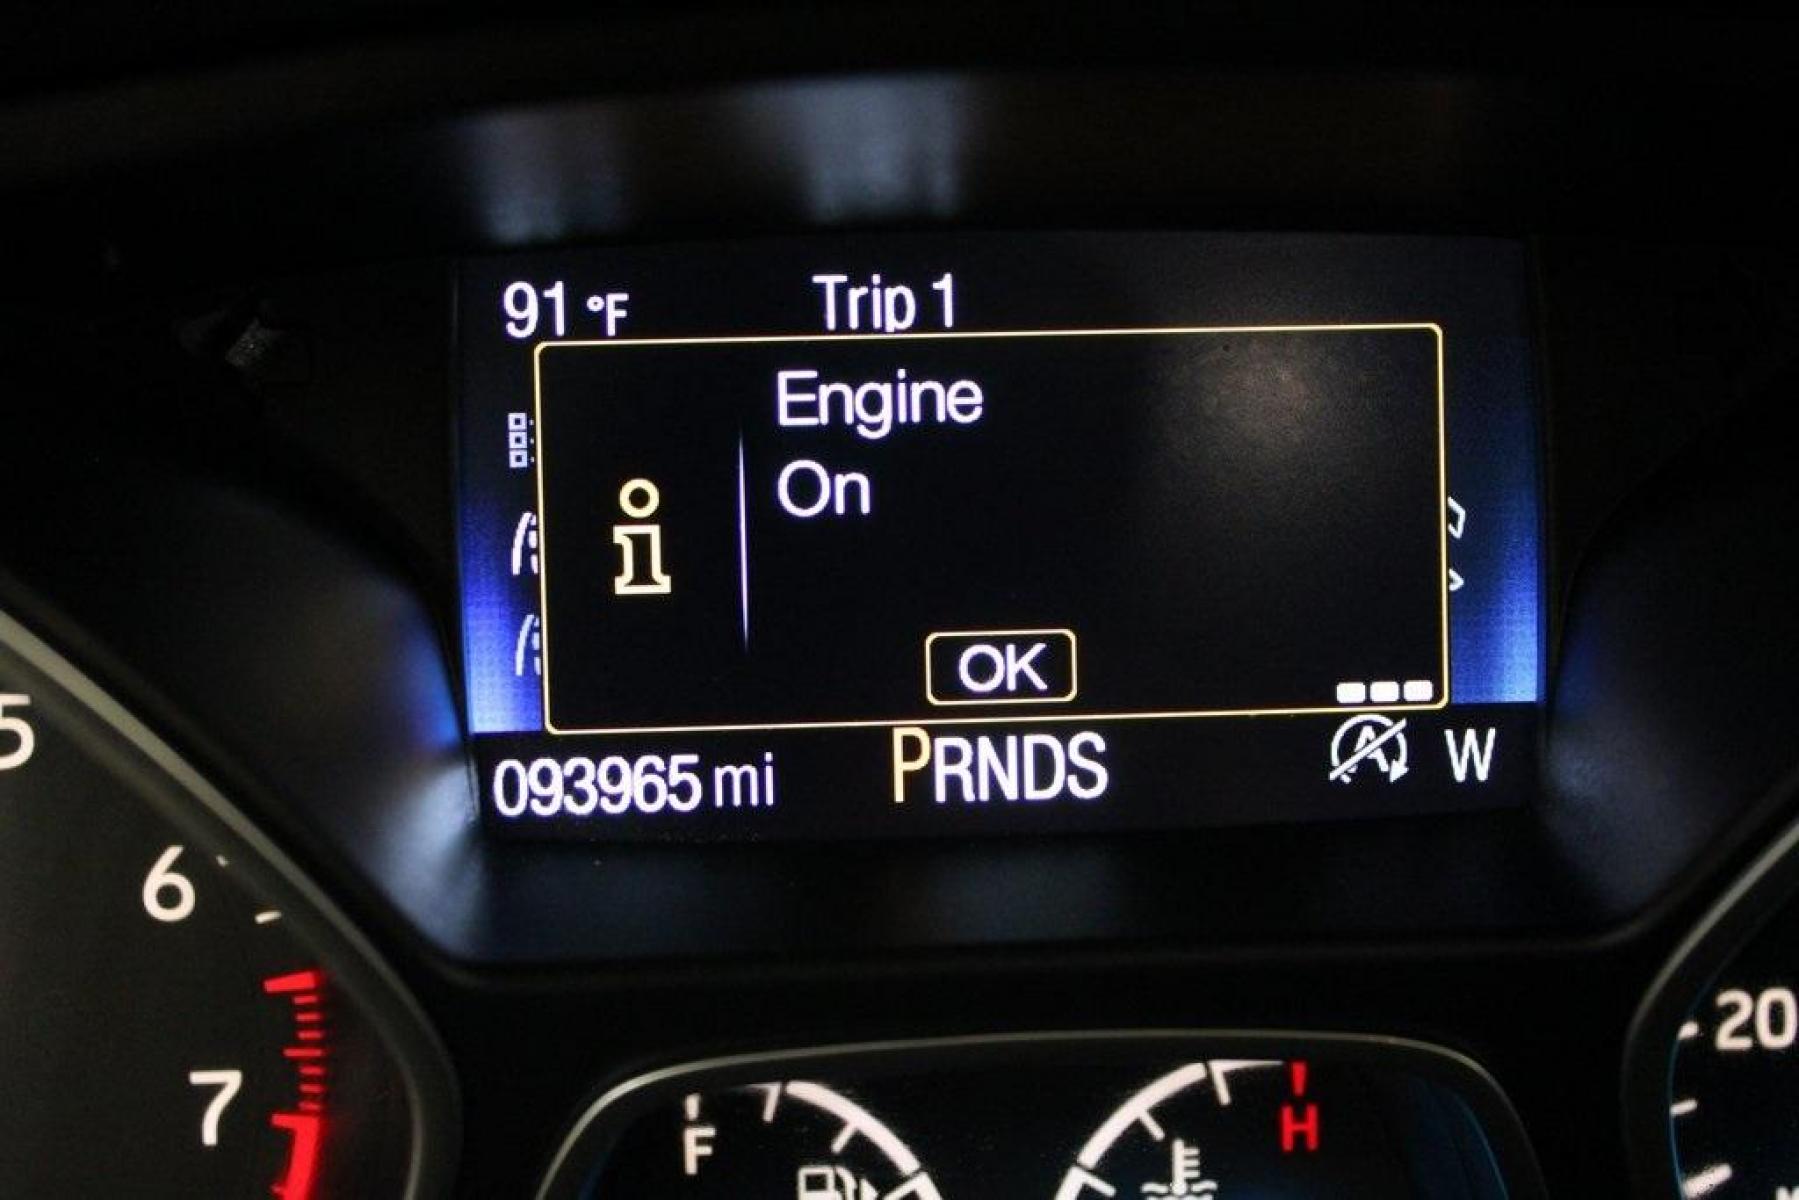 91 °F Trip 1
Engine
On
OK
093965 mi PRNDS A W
5
6
7
20
F H